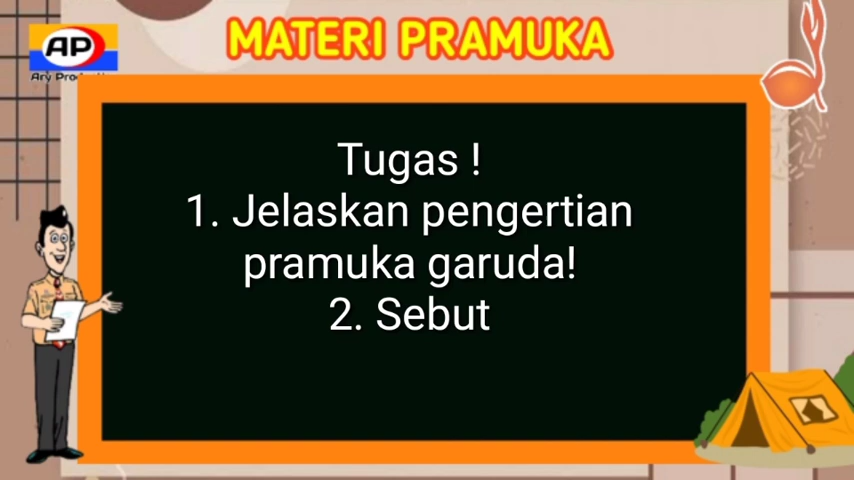 MATERI PRAMUKA
AP
Tugas !
1. Jelaskan pengertian
pramuka garuda!
2. Sebut